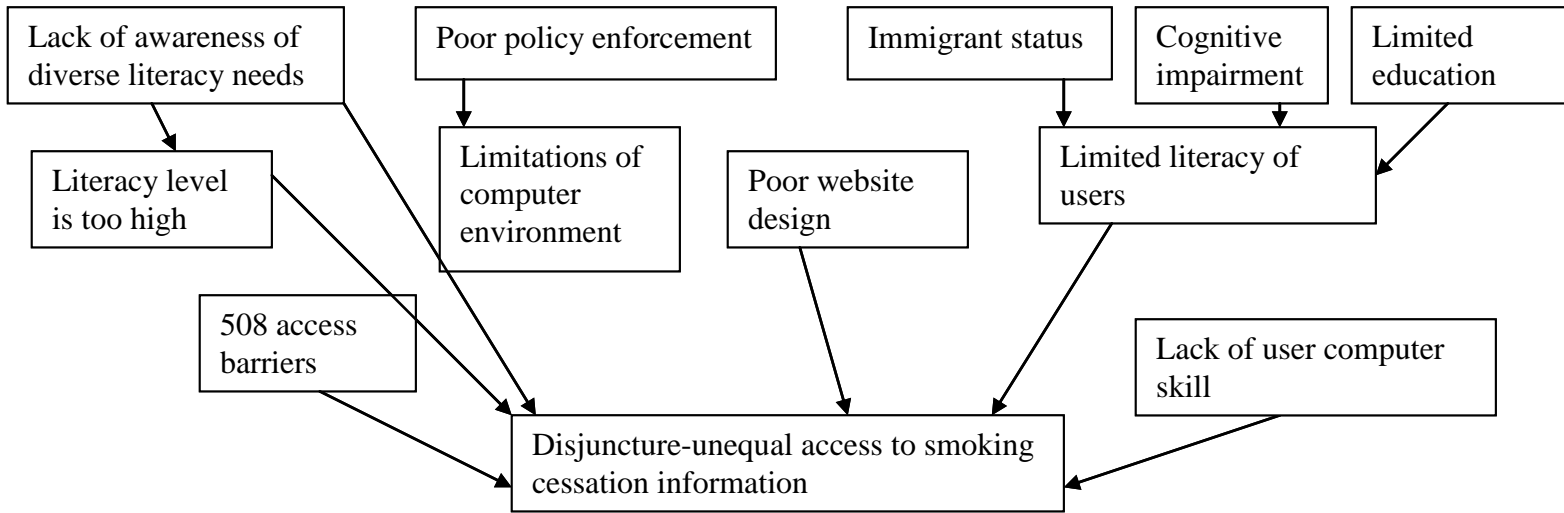 Lack of awareness of
diverse literacy needs
Poor policy enforcement
Immigrant status
Cognitive
impairment
Limited
education
Literacy level
is too high
Limitations of
computer
environment
Poor website
design
Limited literacy of
users
508 access
barriers
Lack of user computer
skill
Disjuncture-unequal access to smoking
cessation information